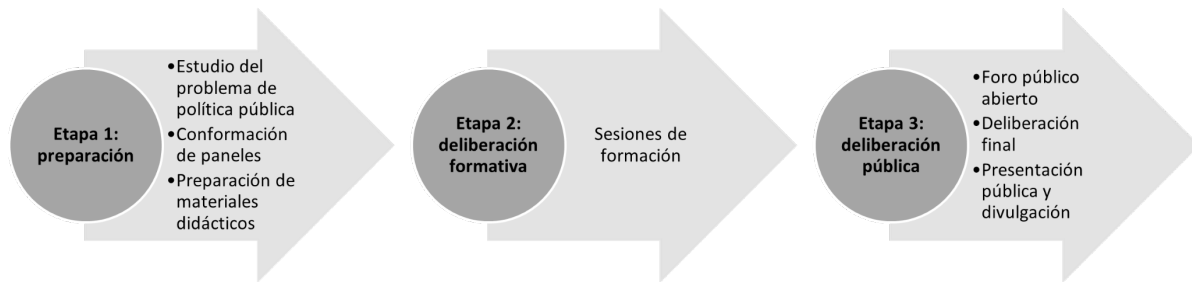 Etapa 1:
preparación
•Estudio del
problema de
política pública
•Conformación
de paneles
•Preparación de
materiales
didácticos
Etapa 2:
deliberación
formativa
Sesiones de
formación
Etapa 3:
deliberación
pública
•Foro público
abierto
•Deliberación
final
•Presentación
pública y
divulgación